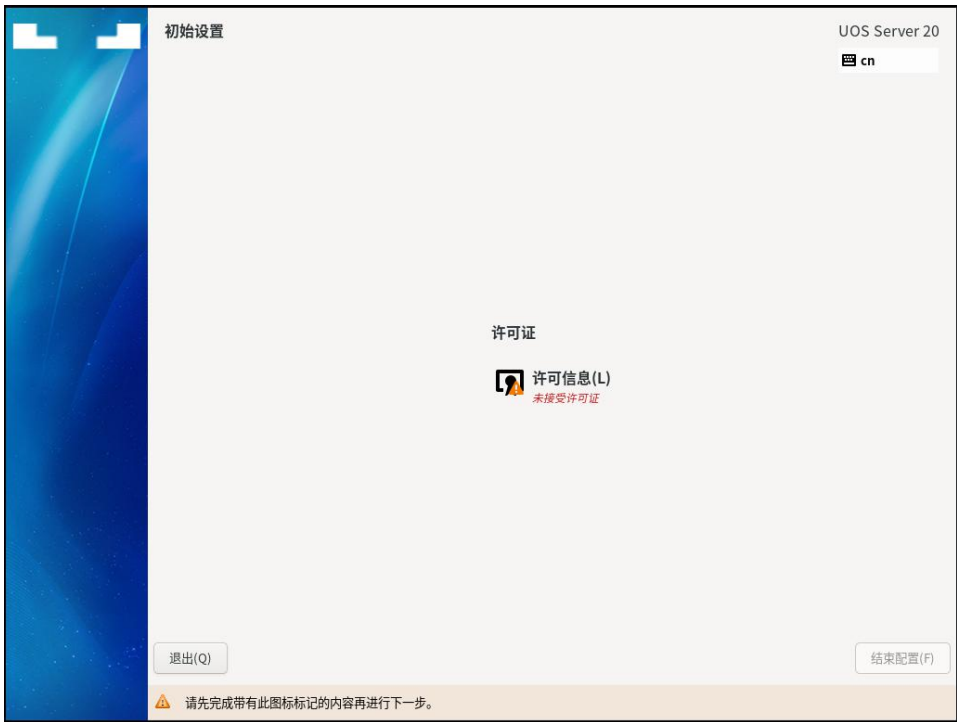 初始设置
UOS Server 20
cn
许可证
许可信息(L)
未接受许可证
退出(Q)
结束配置(F)
请先完成带有此图标标记的内容再进行下一步。